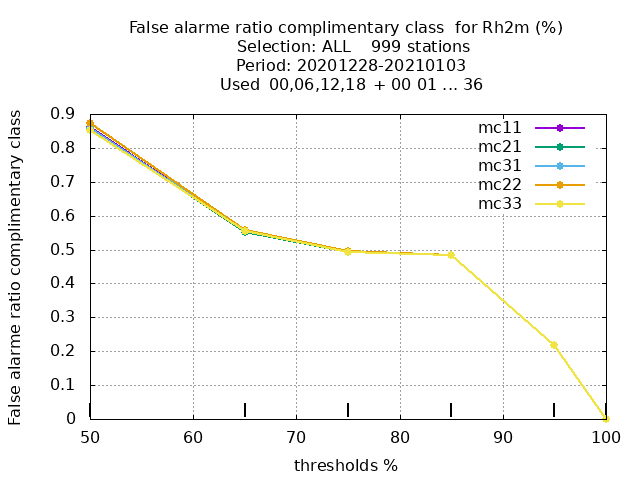 False alarme ratio complimentary class  for Rh2m (%)
Selection: ALL    999 stations
Period: 20201228-20210103
Used 00,06,12,18 + 00 01 ... 36
False alarme ratio complimentary class
0.9
0.8
0.7
0.6
0.5
0.4
0.3
0.2
0.1
0
mc11
mc21
mc31
mc22
mc33
50 60 70 80 90 100
thresholds %